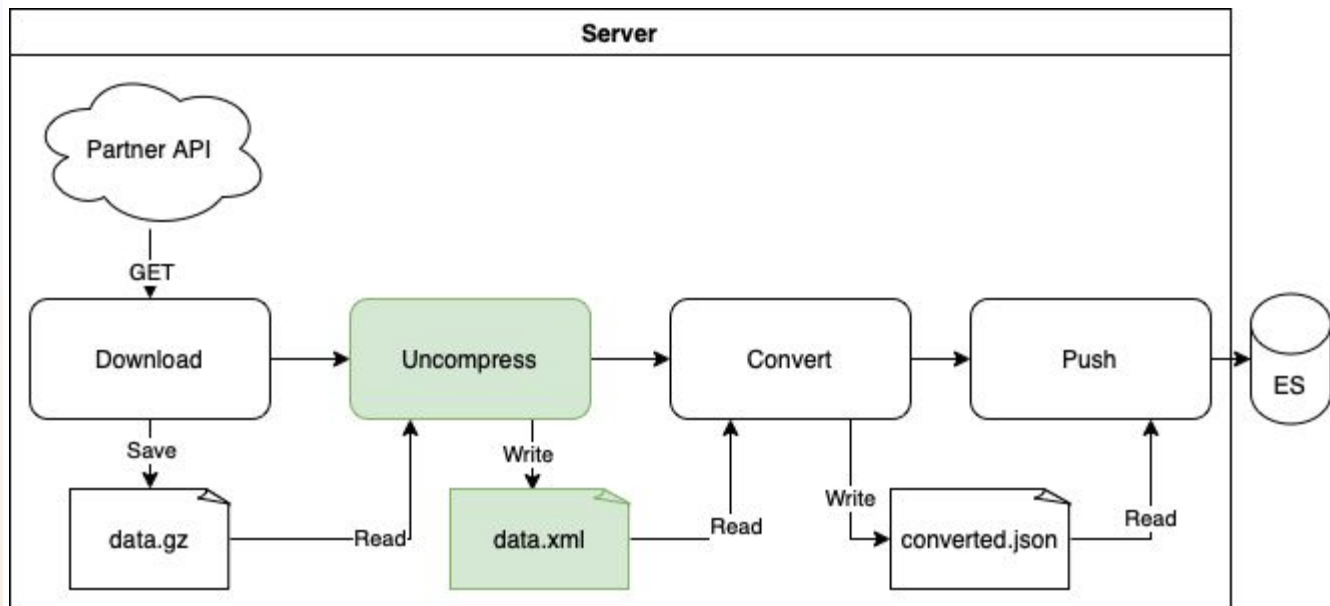 Server
Partner API
GET
Download
Uncompress
Convert
Push
ES
Save
Write
Write
Read
Read
Read
data.gz
data.xml
converted.json